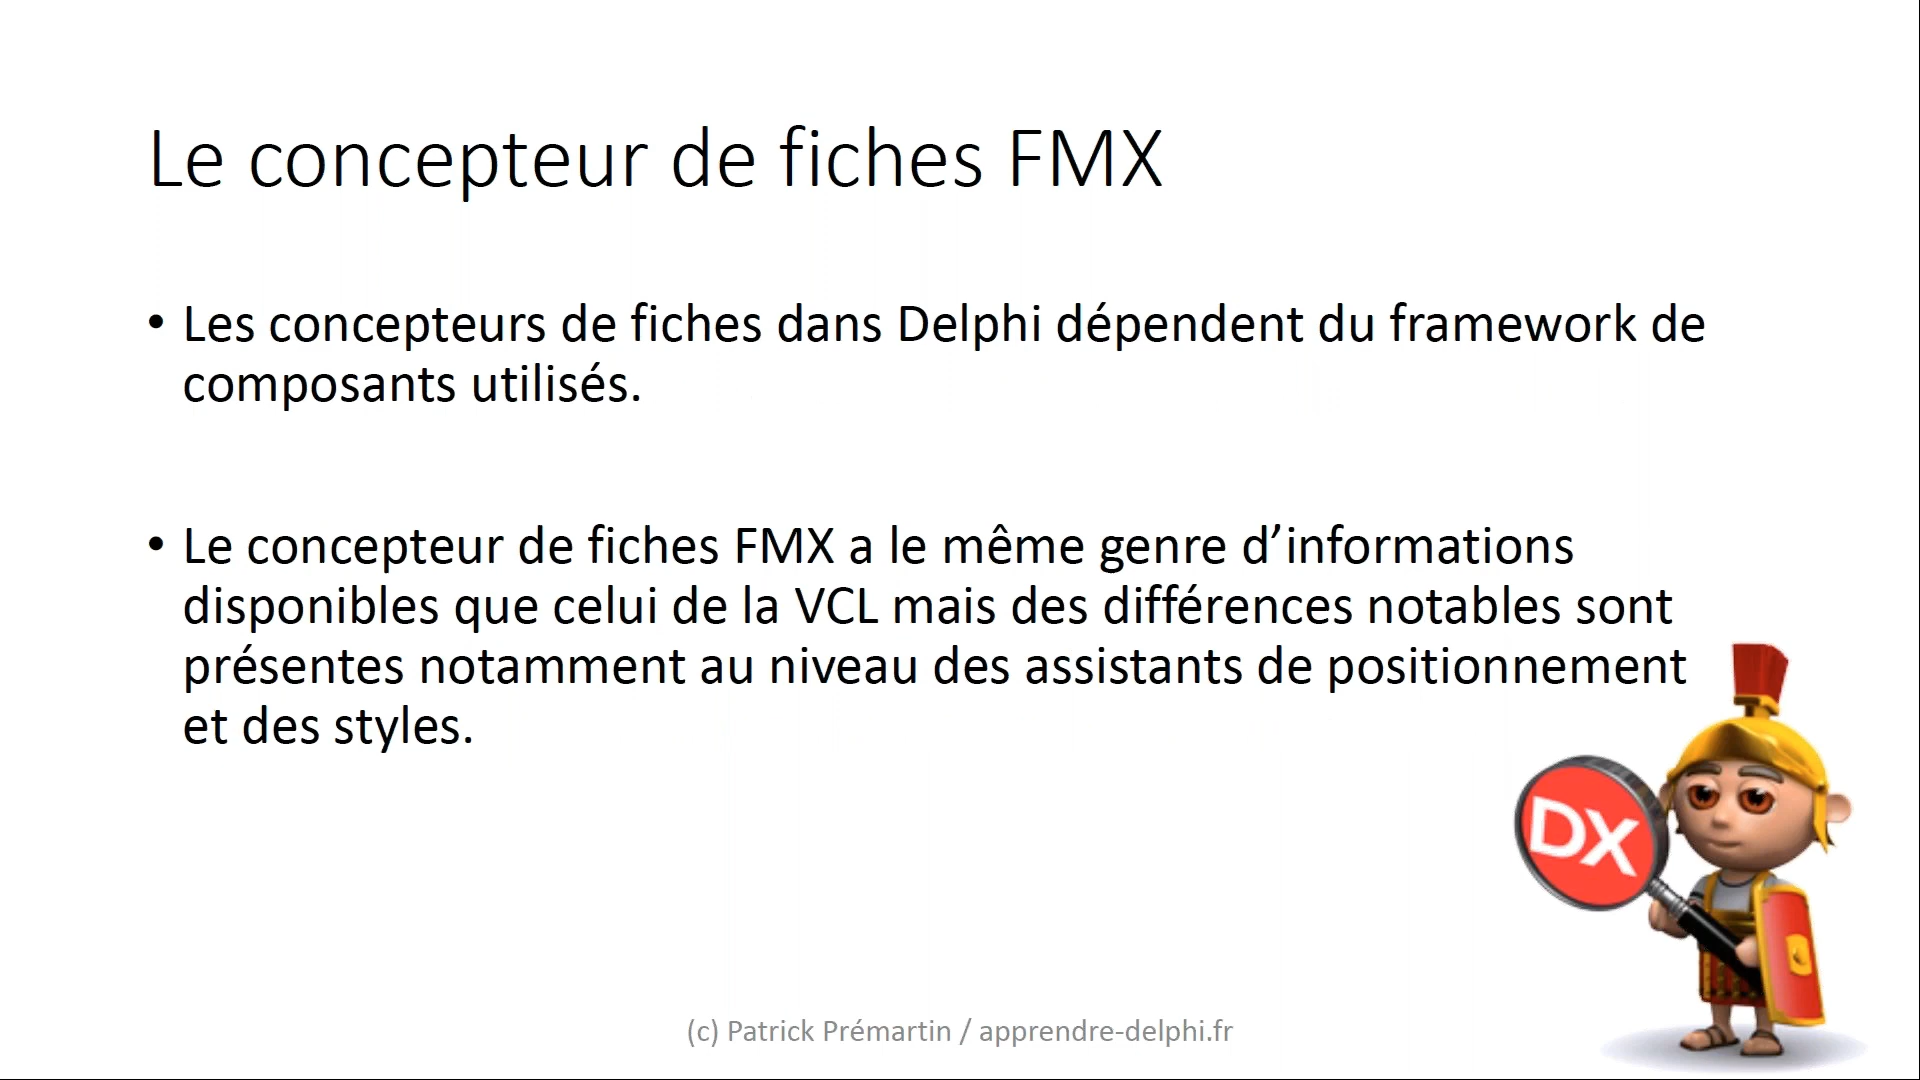 Le concepteur de fiches FMX
• Les concepteurs de fiches dans Delphi dépendent du framework de
composants utilisés.
• Le concepteur de fiches FMX a le même genre d’informations
disponibles que celui de la VCL mais des différences notables sont
présentes notamment au niveau des assistants de positionnement
et des styles.
DX
(c) Patrick Prémartin / apprendre-delphi.fr